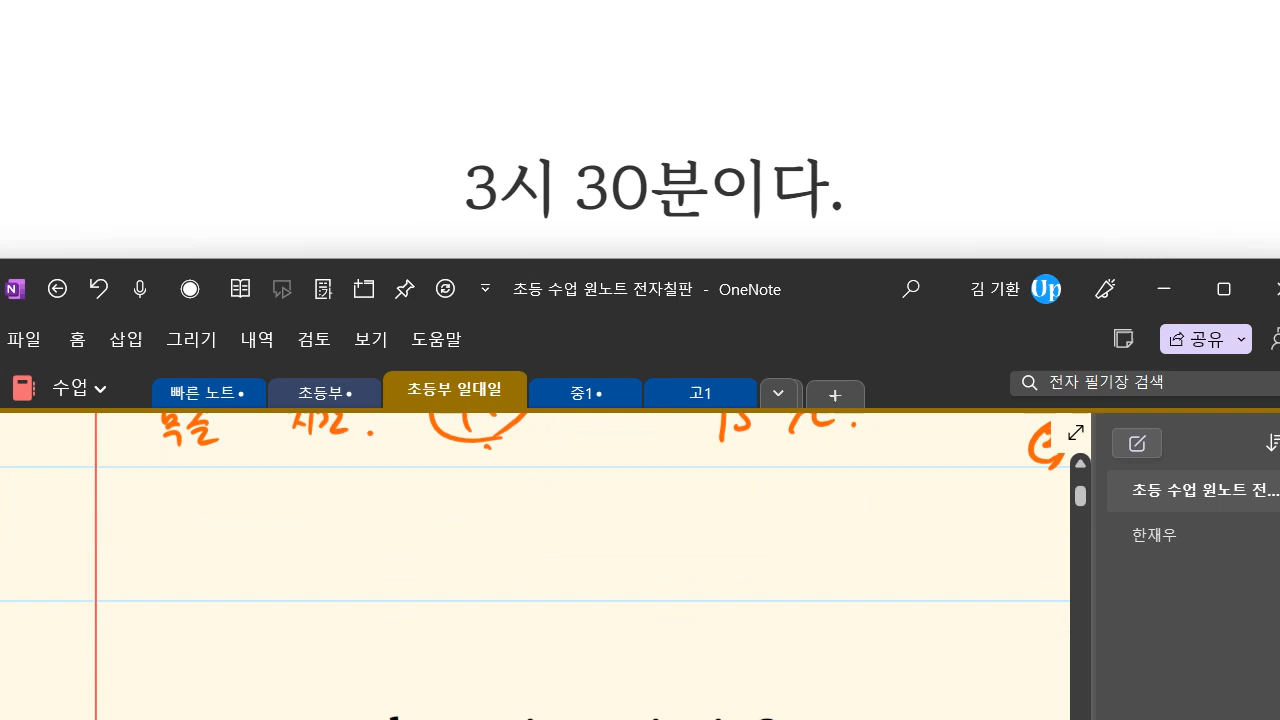 3시 30분이다.
초등 수업 원노트 전자칠판 - OneNote
김 기환
Up
파일 홈 삽입 그리기 내역 검토 보기 도움말
공유
수업
빠른 노트
초등부
초등부 일대일
중1
고1
전자 필기장 검색
초등 수업 원노트 전...
한재우